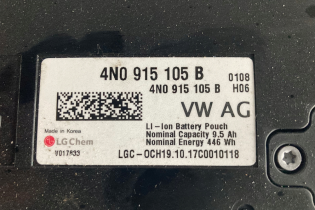 4N0 915 105 B 0108
4N0 915 105 B H06
VW AG
Made in Korea
LG Chem
V017A33
Li-Ion Battery Pouch
Nominal Capacity 9.5 Ah
Nominal Energy 446 Wh
LGC-OCH19.10.17C0010118